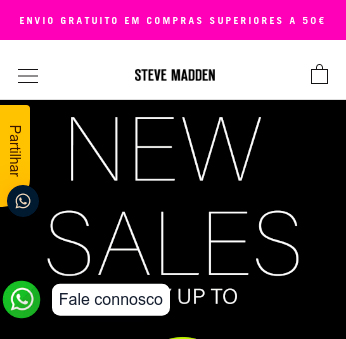 ENVIO GRATUITO EM COMPRAS SUPERIORES A 50€
STEVE MADDEN
Partilhar
NEW
SALES
UP TO
Fale connosco